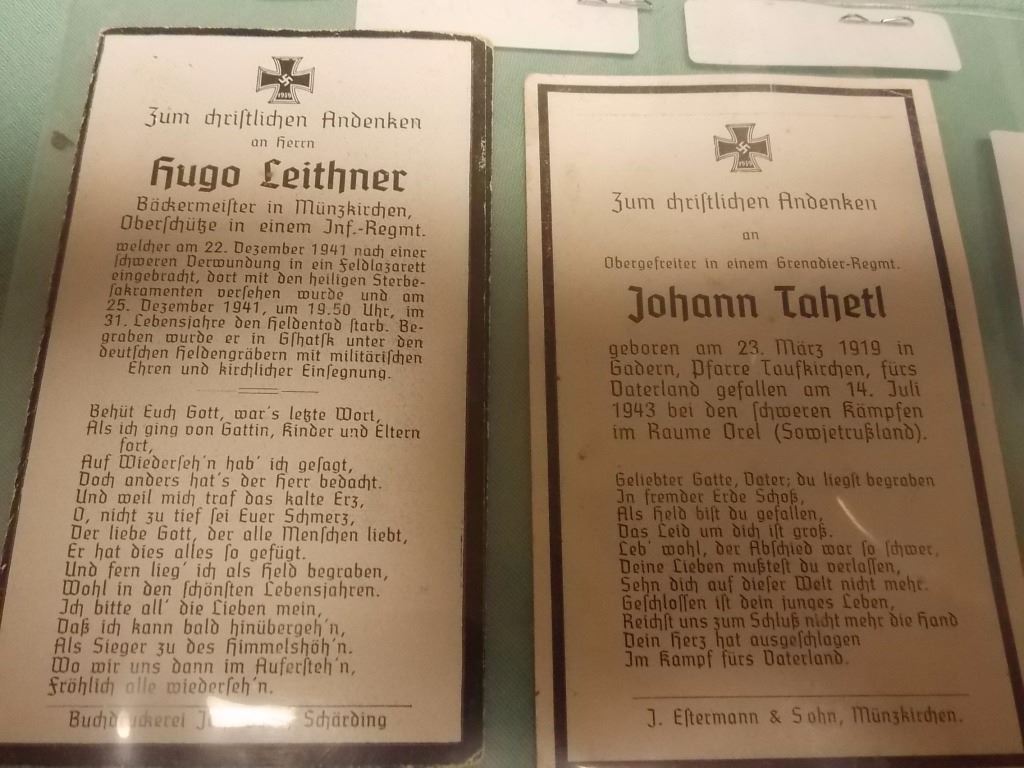 1939
Zum christlichen Andenken
an Herrn
Hugo Leithner
Bäckermeister in Münzkirchen,
Oberschütze in einem Inf.-Regmt.
welcher am 22. Dezember 1941 nach einer
schweren Verwundung in ein Feldlazarett
eingebracht, dort mit den heiligen Sterbe-
sakramenten versehen wurde und am
25. Dezember 1941, um 19.50 Uhr, im
31. Lebensjahre den Heldentod starb. Be-
graben wurde er in Gshatsk unter den
deutschen Heldengräbern mit militärischen
Ehren und kirchlicher Einsegnung.
Behüt Euch Gott, war's letzte Wort,
Als ich ging von Gattin, Kinder und Eltern
fort,
Auf Wiederseh'n hab' ich gesagt,
Doch anders hat's der Herr bedacht.
Und weil mich traf das kalte Erz,
O, nicht zu tief sei Euer Schmerz,
Der liebe Gott, der alle Menschen liebt,
Er hat dies alles so gefügt.
Und fern lieg' ich als Held begraben,
Wohl in den schönsten Lebensjahren.
Ich bitte all' die Lieben mein,
Daß ich kann bald hinübergeh'n,
Als Sieger zu des Himmelshöh'n.
Wo wir uns dann im Aufersteh'n,
Fröhlich alle wiederseh'n.
Buchdruckerei Schärding
1939
Zum christlichen Andenken
an
Obergefreiter in einem Grenadier-Regmt.
Johann Tahetl
geboren am 23. März 1919 in
Gadern, Pfarre Taufkirchen, fürs
Vaterland gefallen am 14. Juli
1943 bei den schweren Kämpfen
im Raume Orel (Sowjetrußland).
Geliebter Gatte, Vater; du liegst begraben
In fremder Erde Schoß,
Als Held bist du gefallen,
Das Leid um dich ist groß.
Leb' wohl, der Abschied war so schwer,
Deine Lieben mußtest du verlassen,
Sehn dich auf dieser Welt nicht mehr.
Geschlossen ist dein junges Leben,
Reichst uns zum Schluß nicht mehr die Hand
Dein Herz hat ausgeschlagen
Im Kampf fürs Vaterland.
J. Estermann & Sohn, Münzkirchen.